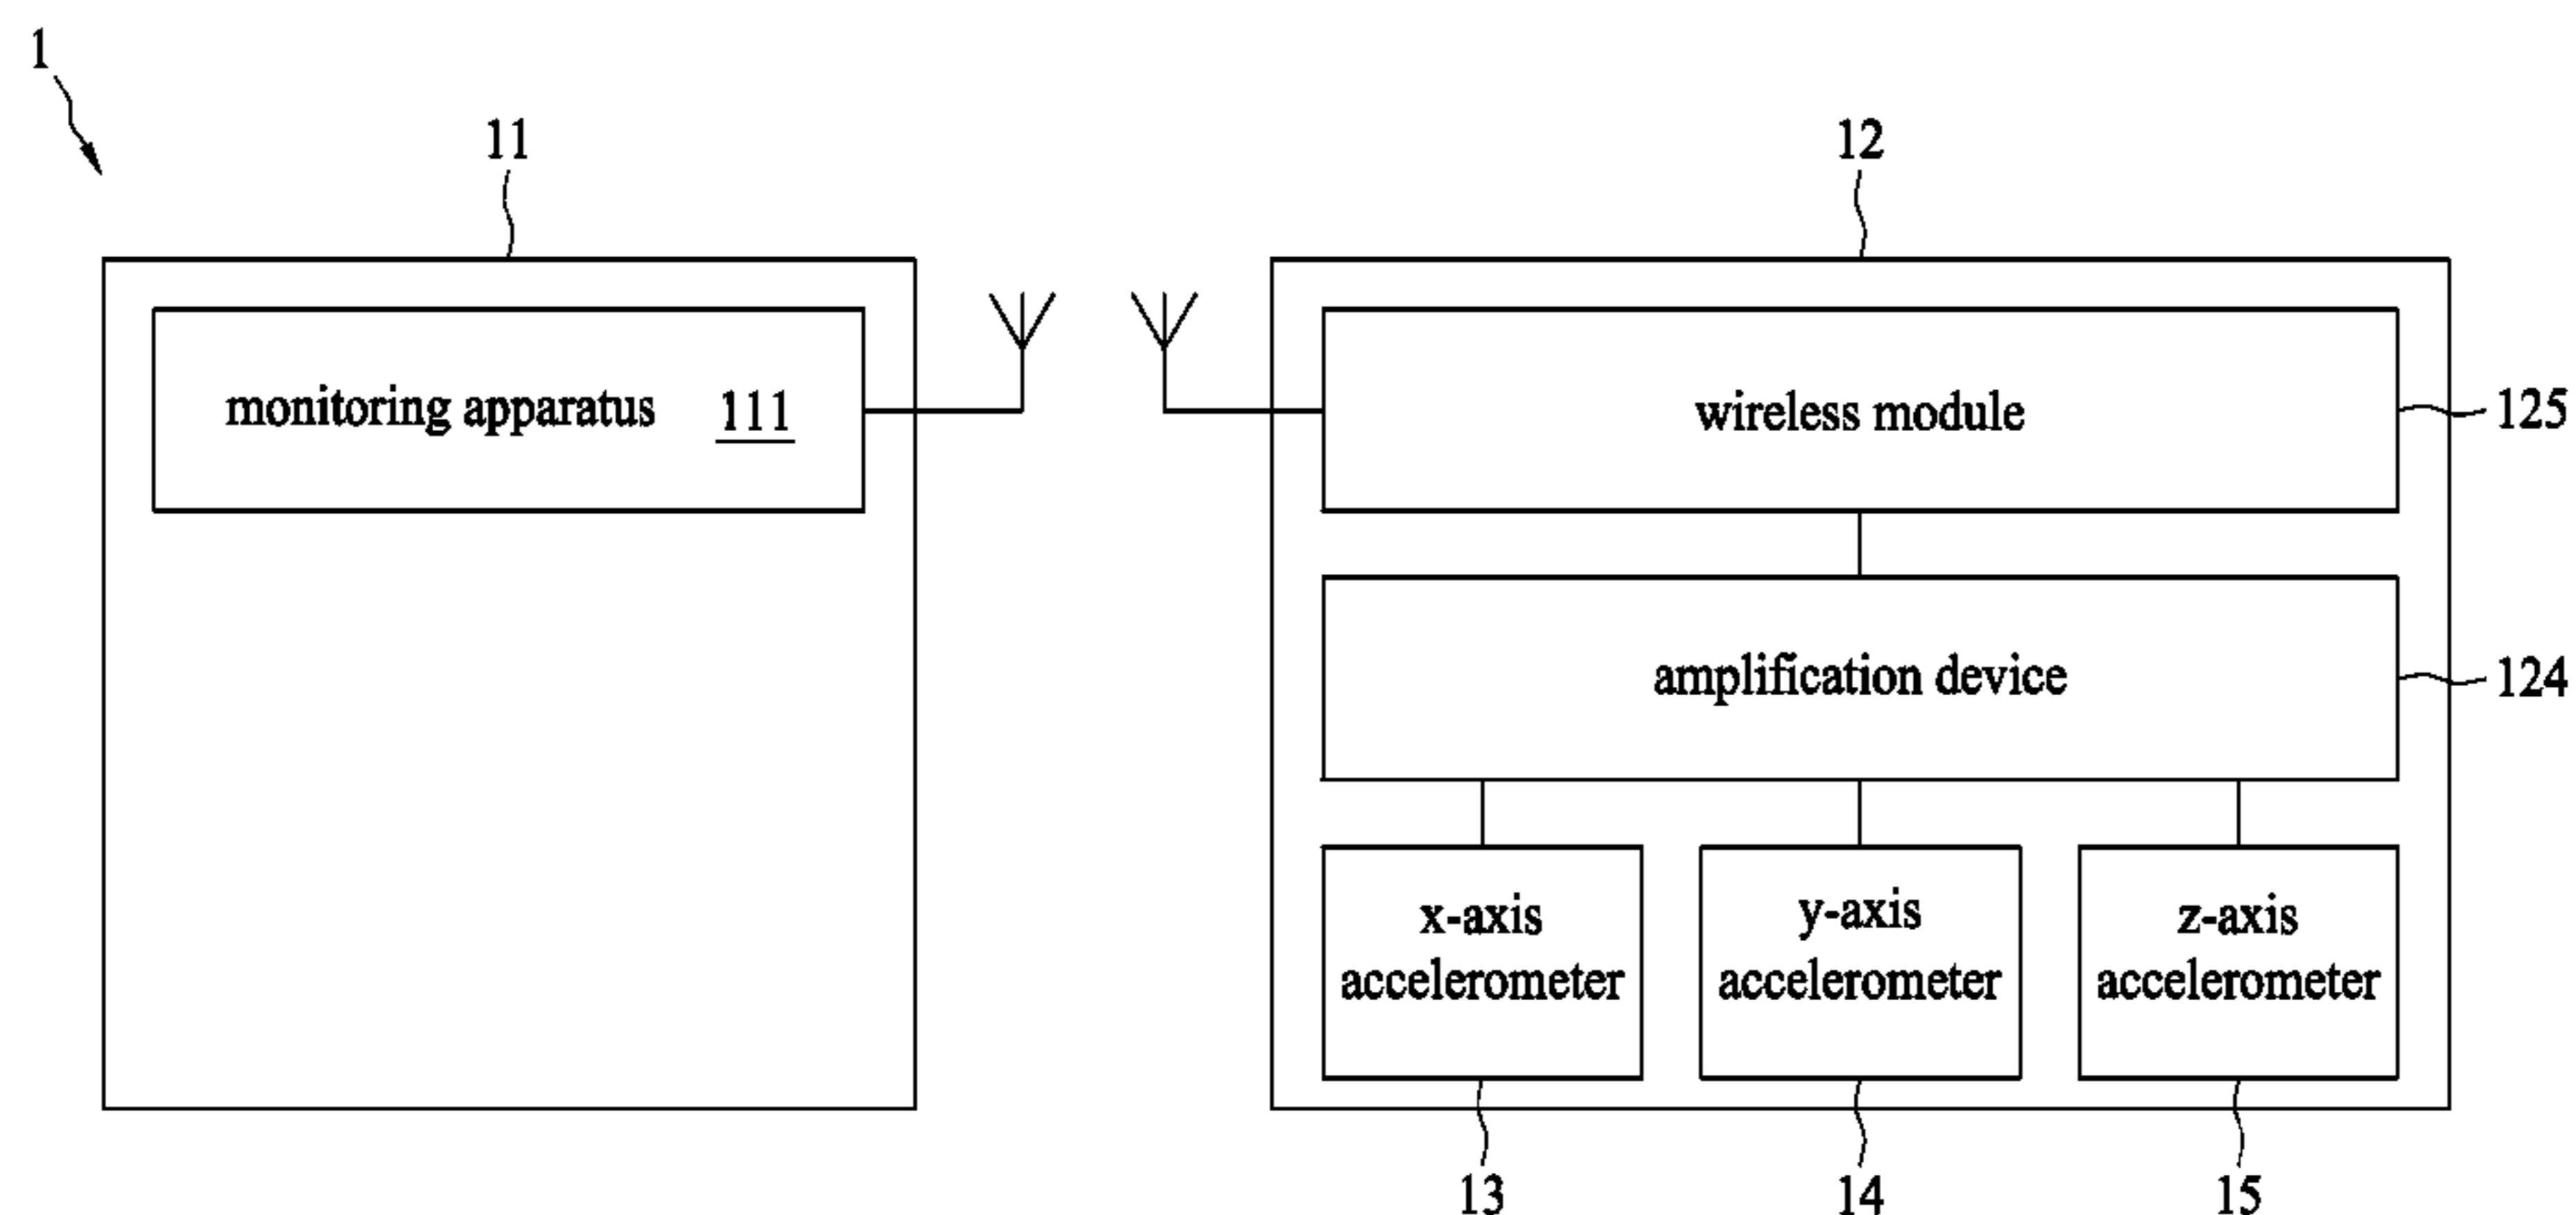 1
11
12
monitoring apparatus 111
wireless module
125
amplification device
124
x-axis
accelerometer
y-axis
accelerometer
z-axis
accelerometer
13
14
15